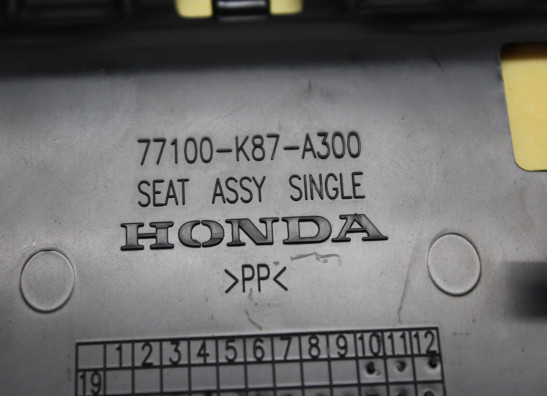 77100-K87-A300
SEAT ASSY SINGLE
HONDA
>PP<
1 2 3 4 5 6 7 8 9 10 11 12
19